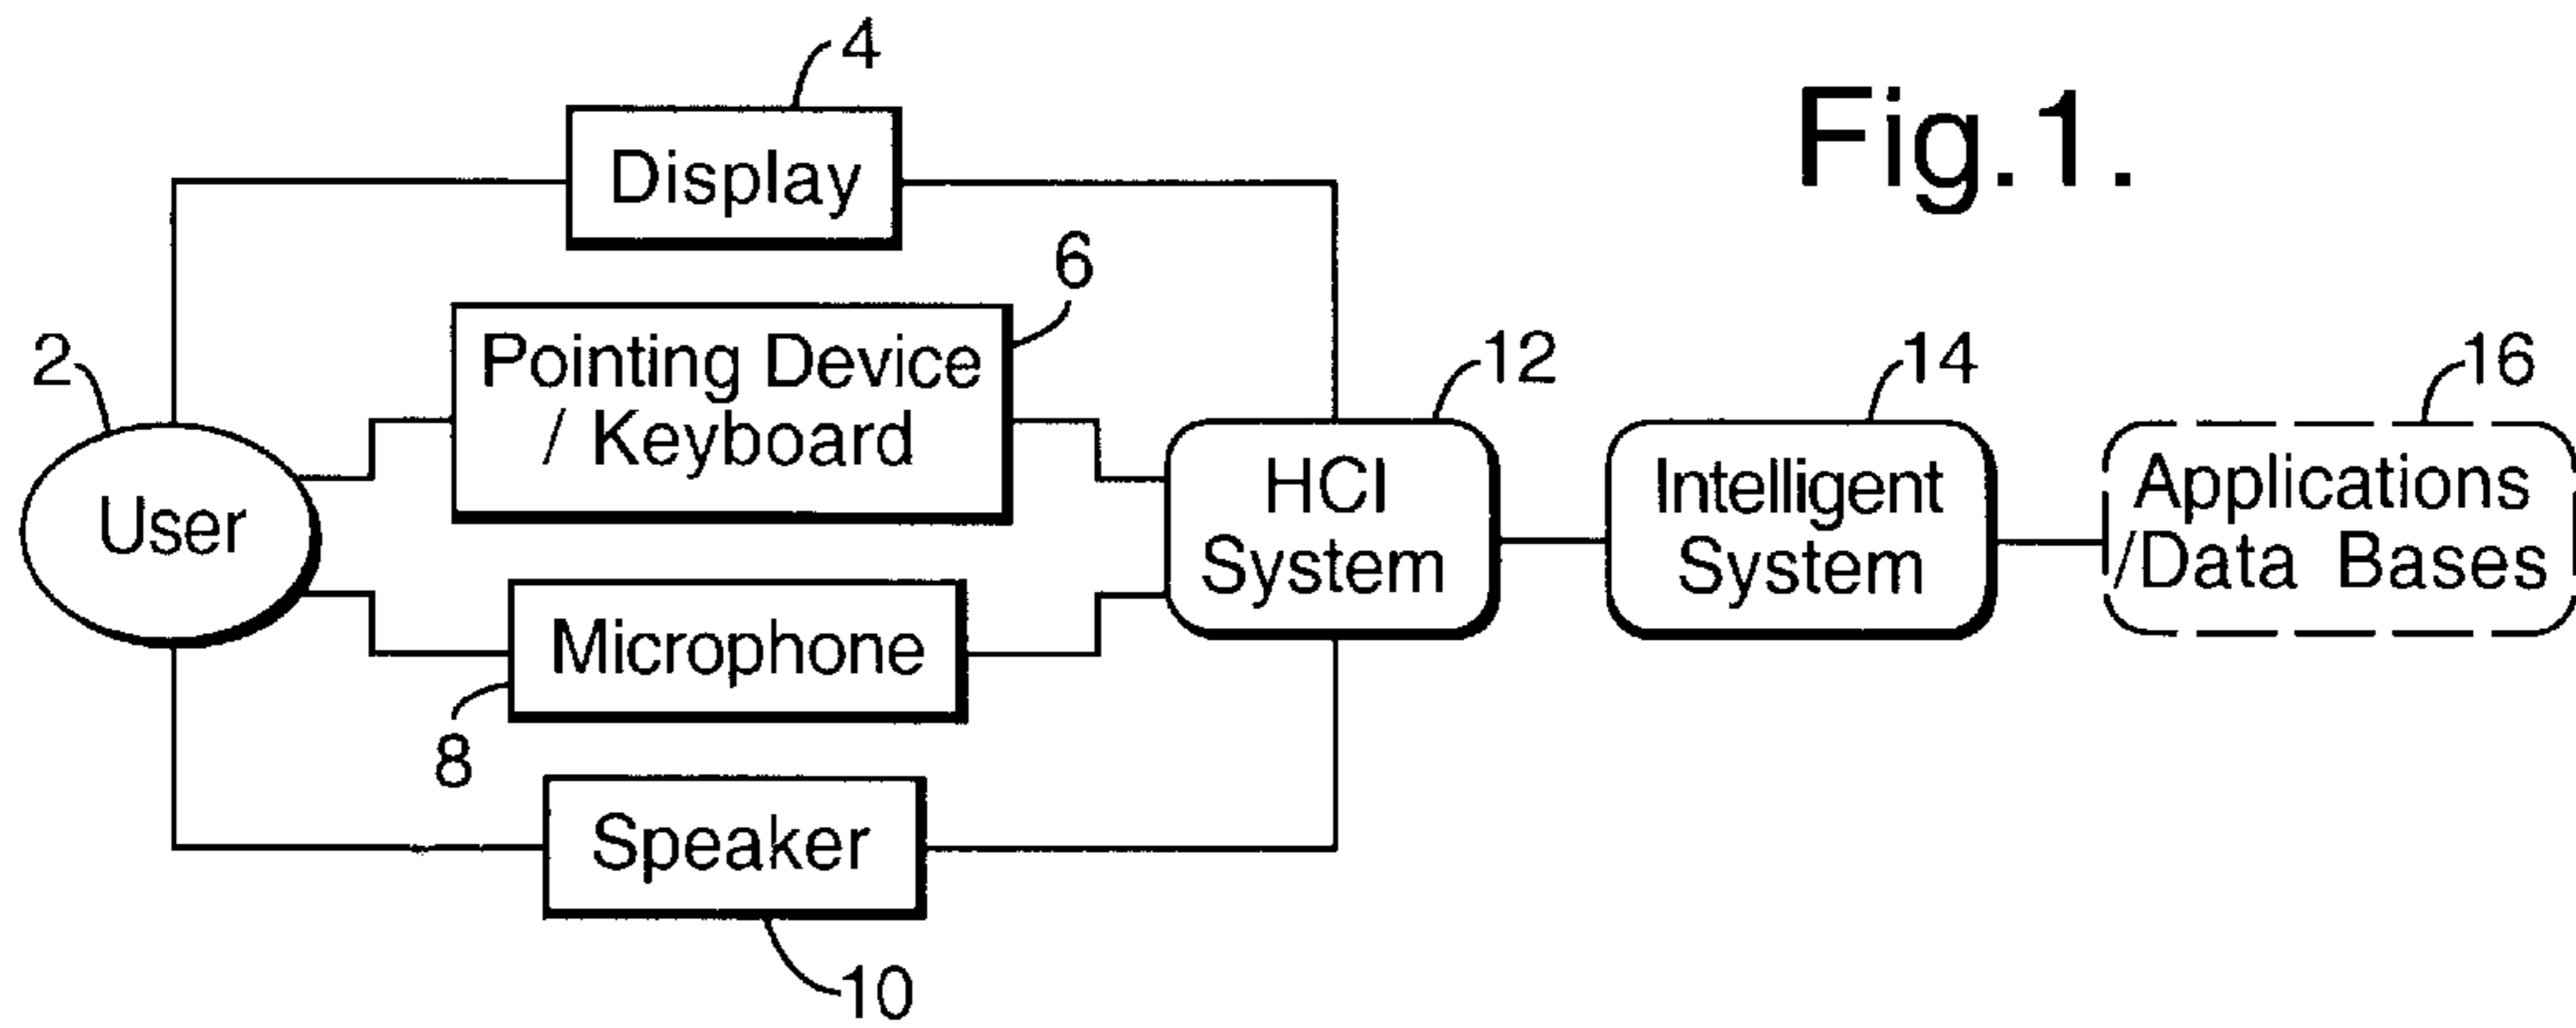 4
Fig.1.
Display
6
Pointing Device
/ Keyboard
2
12
14
16
User
HCI
System
Intelligent
System
Applications
/Data Bases
Microphone
8
Speaker
10